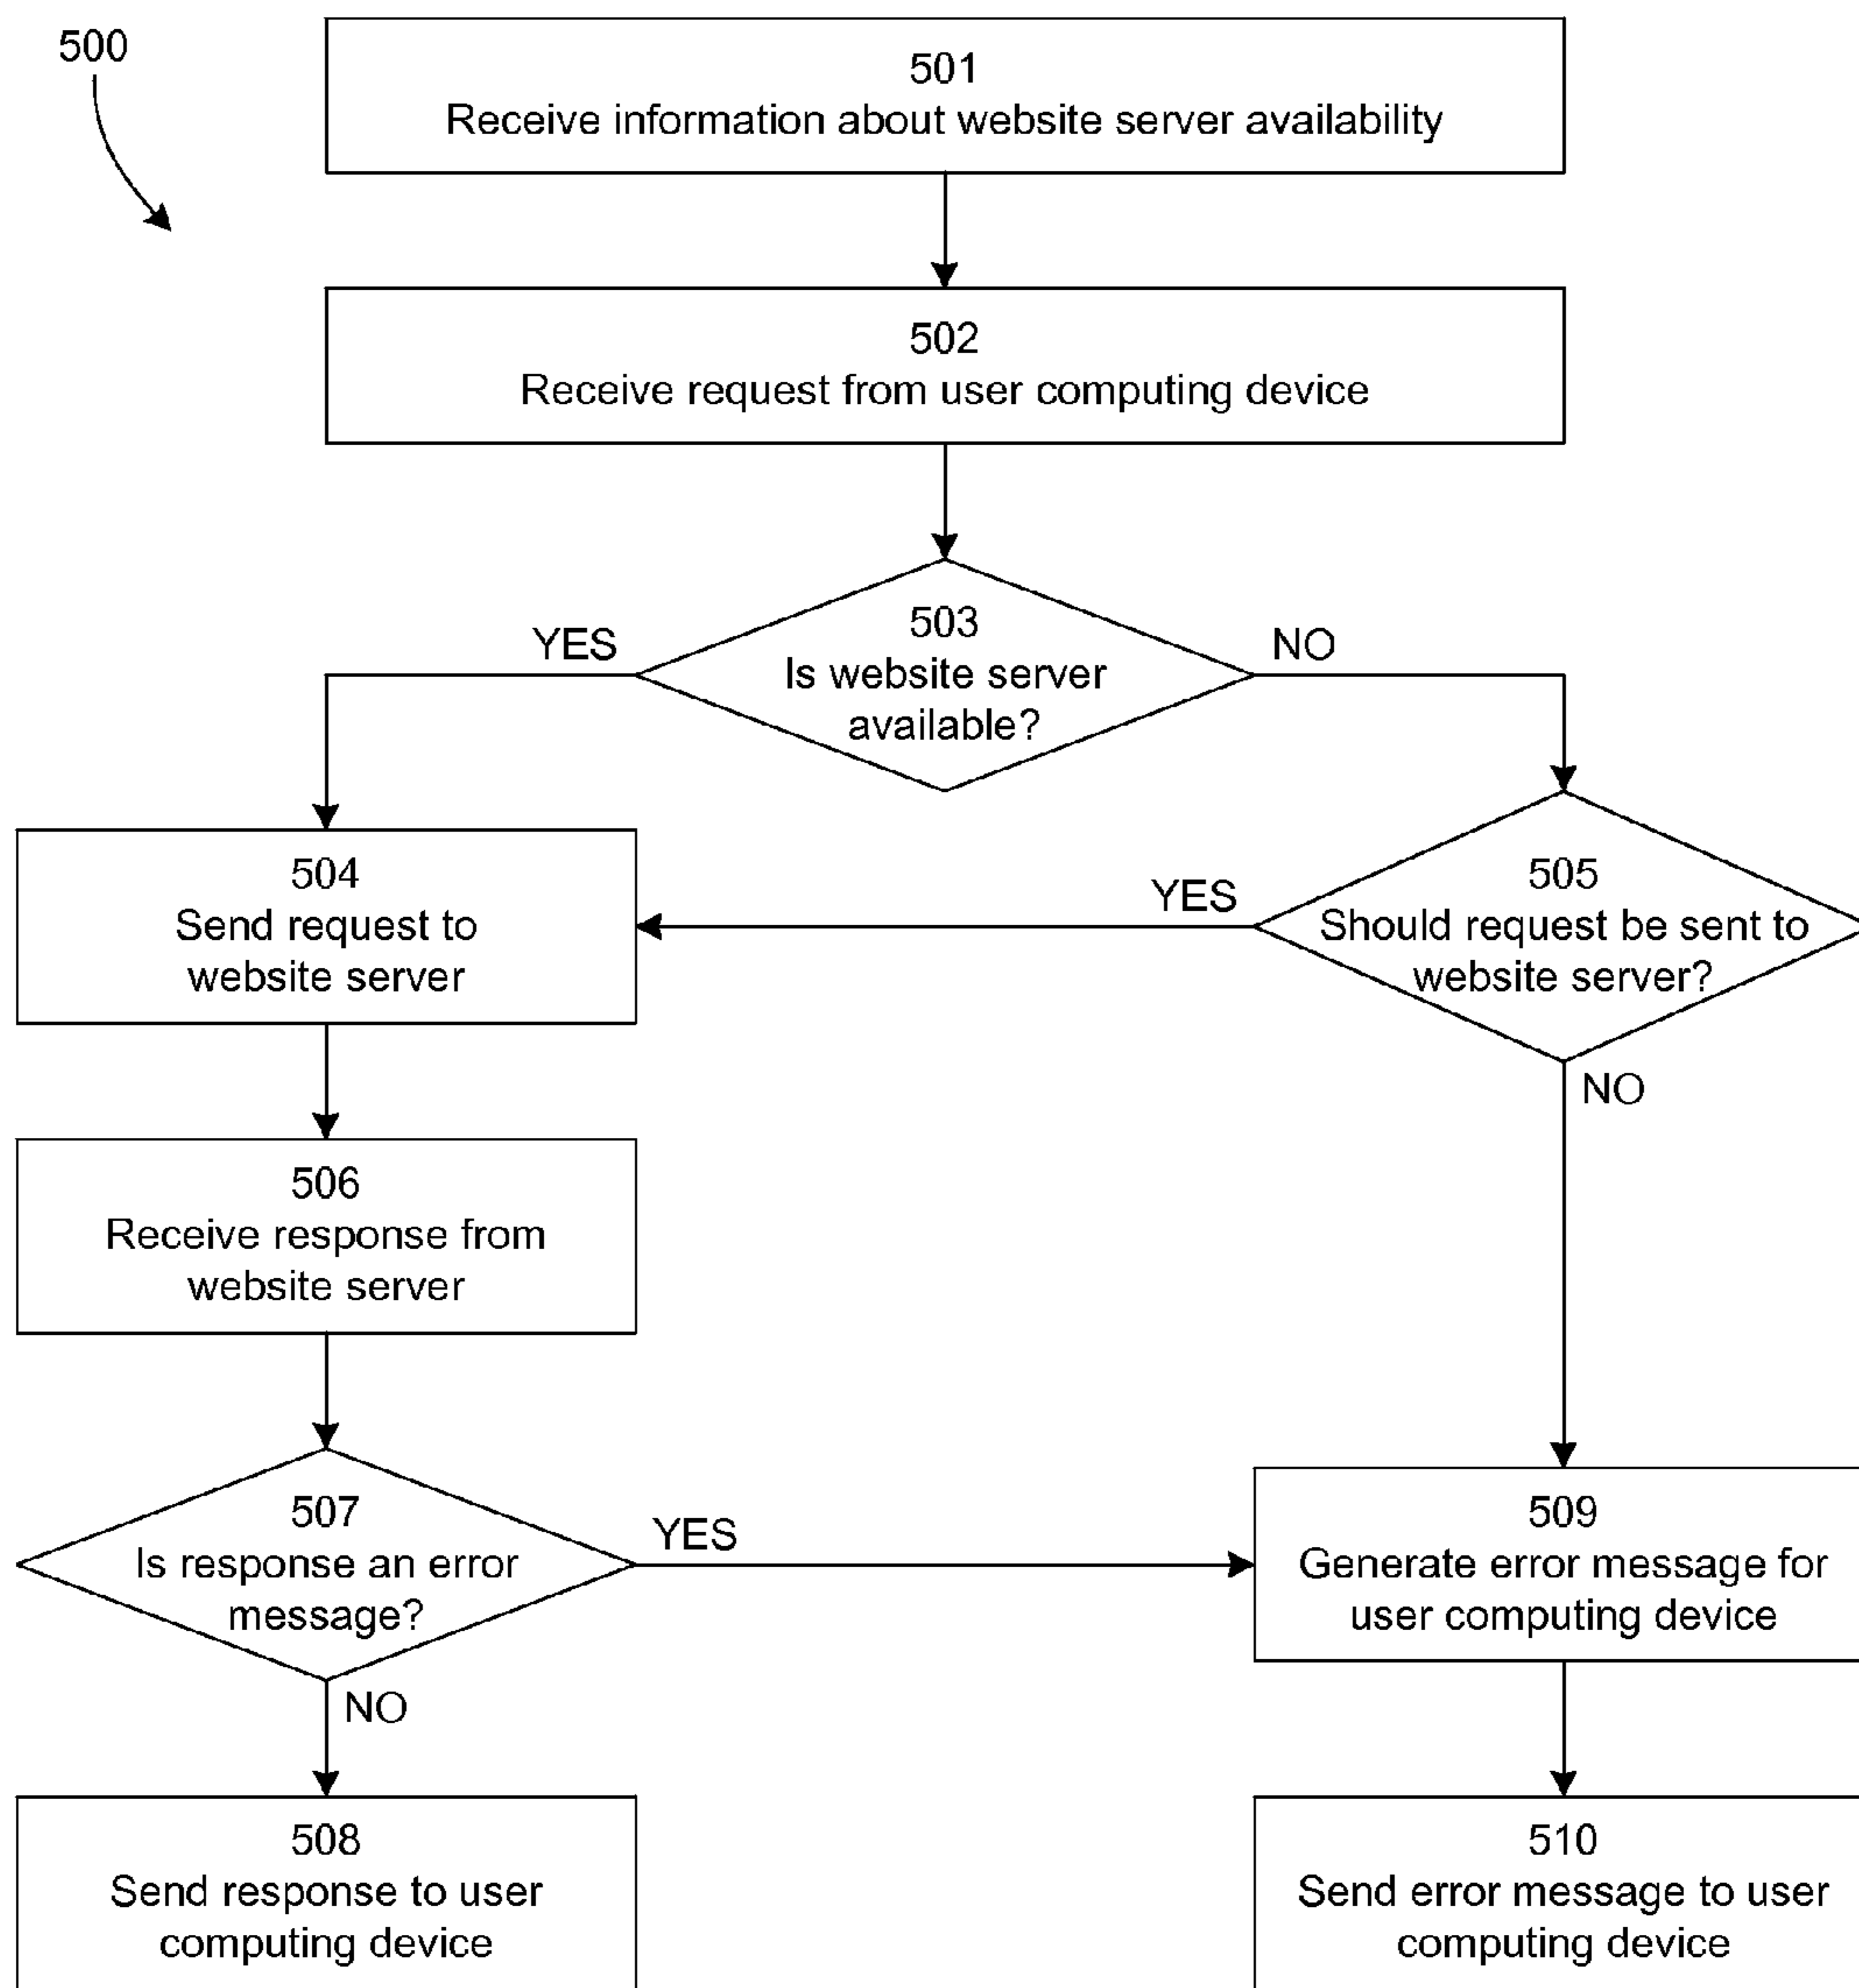 500
501
Receive information about website server availability
502
Receive request from user computing device
503
Is website server
available?
YES
NO
504
Send request to
website server
YES
505
Should request be sent to
website server?
NO
506
Receive response from
website server
507
Is response an error
message?
YES
NO
509
Generate error message for
user computing device
508
Send response to user
computing device
510
Send error message to user
computing device